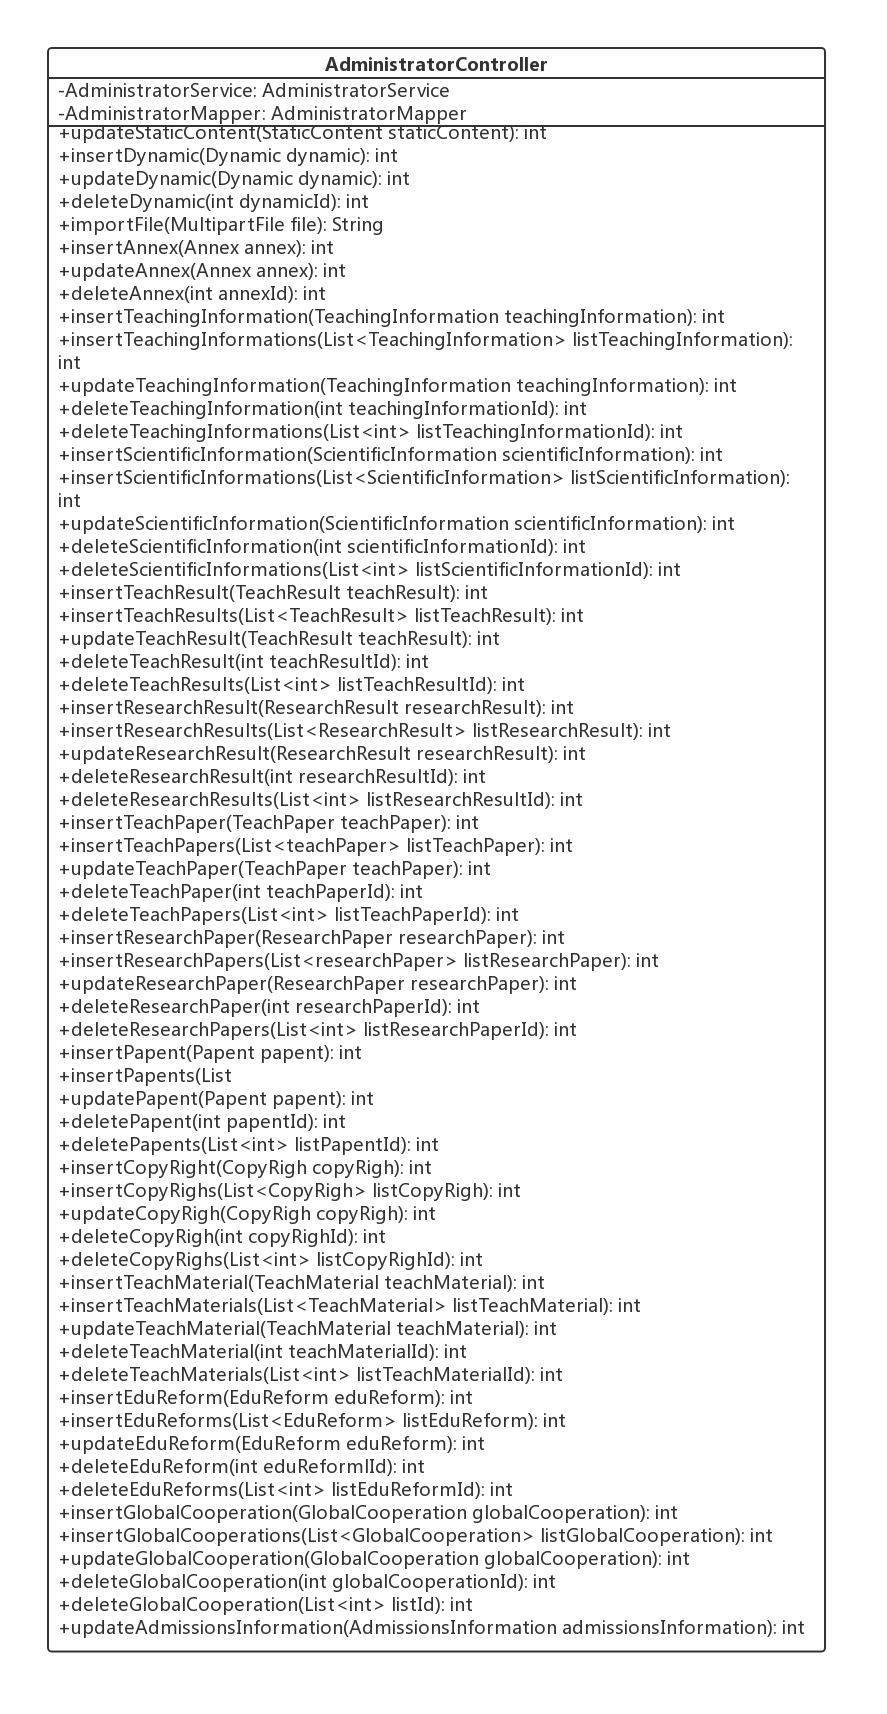 AdministratorController
-AdministratorService: AdministratorService
-AdministratorMapper: AdministratorMapper
+updateStaticContent(StaticContent staticContent): int
+insertDynamic(Dynamic dynamic): int
+updateDynamic(Dynamic dynamic): int
+deleteDynamic(int dynamicId): int
+importFile(MultipartFile file): String
+insertAnnex(Annex annex): int
+updateAnnex(Annex annex): int
+deleteAnnex(int annexId): int
+insertTeachingInformation(TeachingInformation teachingInformation): int
+insertTeachingInformations(List<TeachingInformation> listTeachingInformation):
int
+updateTeachingInformation(TeachingInformation teachingInformation): int
+deleteTeachingInformation(int teachingInformationId): int
+deleteTeachingInformations(List<int> listTeachingInformationId): int
+insertScientificInformation(ScientificInformation scientificInformation): int
+insertScientificInformations(List<ScientificInformation> listScientificInformation):
int
+updateScientificInformation(ScientificInformation scientificInformation): int
+deleteScientificInformation(int scientificInformationId): int
+deleteScientificInformations(List<int> listScientificInformationId): int
+insertTeachResult(TeachResult teachResult): int
+insertTeachResults(List<TeachResult> listTeachResult): int
+updateTeachResult(TeachResult teachResult): int
+deleteTeachResult(int teachResultId): int
+deleteTeachResults(List<int> listTeachResultId): int
+insertResearchResult(ResearchResult researchResult): int
+insertResearchResults(List<ResearchResult> listResearchResult): int
+updateResearchResult(ResearchResult researchResult): int
+deleteResearchResult(int researchResultId): int
+deleteResearchResults(List<int> listResearchResultId): int
+insertTeachPaper(TeachPaper teachPaper): int
+insertTeachPapers(List<teachPaper> listTeachPaper): int
+updateTeachPaper(TeachPaper teachPaper): int
+deleteTeachPaper(int teachPaperId): int
+deleteTeachPapers(List<int> listTeachPaperId): int
+insertResearchPaper(ResearchPaper researchPaper): int
+insertResearchPapers(List<researchPaper> listResearchPaper): int
+updateResearchPaper(ResearchPaper researchPaper): int
+deleteResearchPaper(int researchPaperId): int
+deleteResearchPapers(List<int> listResearchPaperId): int
+insertPapent(Papent papent): int
+insertPapents(List
+updatePapent(Papent papent): int
+deletePapent(int papentId): int
+deletePapents(List<int> listPapentId): int
+insertCopyRight(CopyRigh copyRigh): int
+insertCopyRighs(List<CopyRigh> listCopyRigh): int
+updateCopyRigh(CopyRigh copyRigh): int
+deleteCopyRigh(int copyRighId): int
+deleteCopyRighs(List<int> listCopyRighId): int
+insertTeachMaterial(TeachMaterial teachMaterial): int
+insertTeachMaterials(List<TeachMaterial> listTeachMaterial): int
+updateTeachMaterial(TeachMaterial teachMaterial): int
+deleteTeachMaterial(int teachMaterialId): int
+deleteTeachMaterials(List<int> listTeachMaterialId): int
+insertEduReform(EduReform eduReform): int
+insertEduReforms(List<EduReform> listEduReform): int
+updateEduReform(EduReform eduReform): int
+deleteEduReform(int eduReformlId): int
+deleteEduReforms(List<int> listEduReformId): int
+insertGlobalCooperation(GlobalCooperation globalCooperation): int
+insertGlobalCooperations(List<GlobalCooperation> listGlobalCooperation): int
+updateGlobalCooperation(GlobalCooperation globalCooperation): int
+deleteGlobalCooperation(int globalCooperationId): int
+deleteGlobalCooperation(List<int> listId): int
+updateAdmissionsInformation(AdmissionsInformation admissionsInformation): int